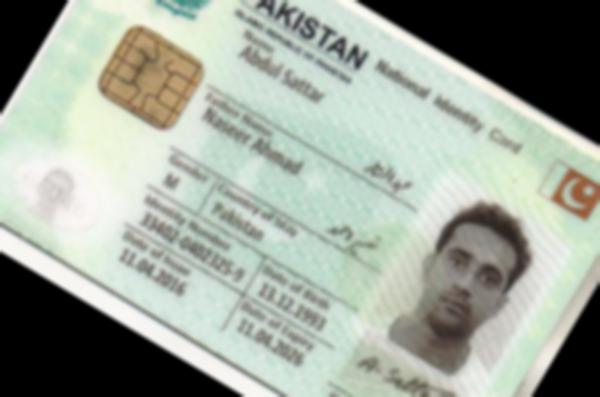 PAKISTAN National Identity Card
ISLAMIC REPUBLIC OF PAKISTAN
Name
Abdul Sattar
Father Name
Naseer Ahmad
Gender
Country of Stay
M
Pakistan
Identity Number
Date of Birth
33402-0402325-9
13.12.1993
Date of Issue
Date of Expiry
11.04.2016
11.04.2026